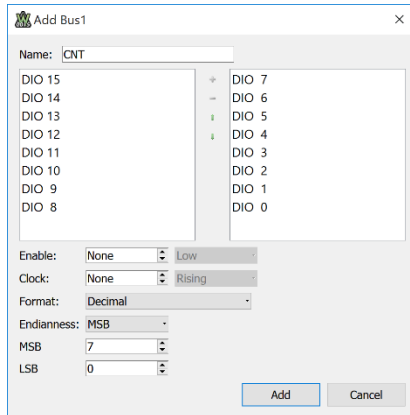 Add Bus1
Name: CNT
DIO 15 DIO 7
DIO 14 DIO 6
DIO 13 DIO 5
DIO 12 DIO 4
DIO 11 DIO 3
DIO 10 DIO 2
DIO 9 DIO 1
DIO 8 DIO 0
Enable: None Low
Clock: None Rising
Format: Decimal
Endianness: MSB
MSB 7
LSB 0
Add Cancel